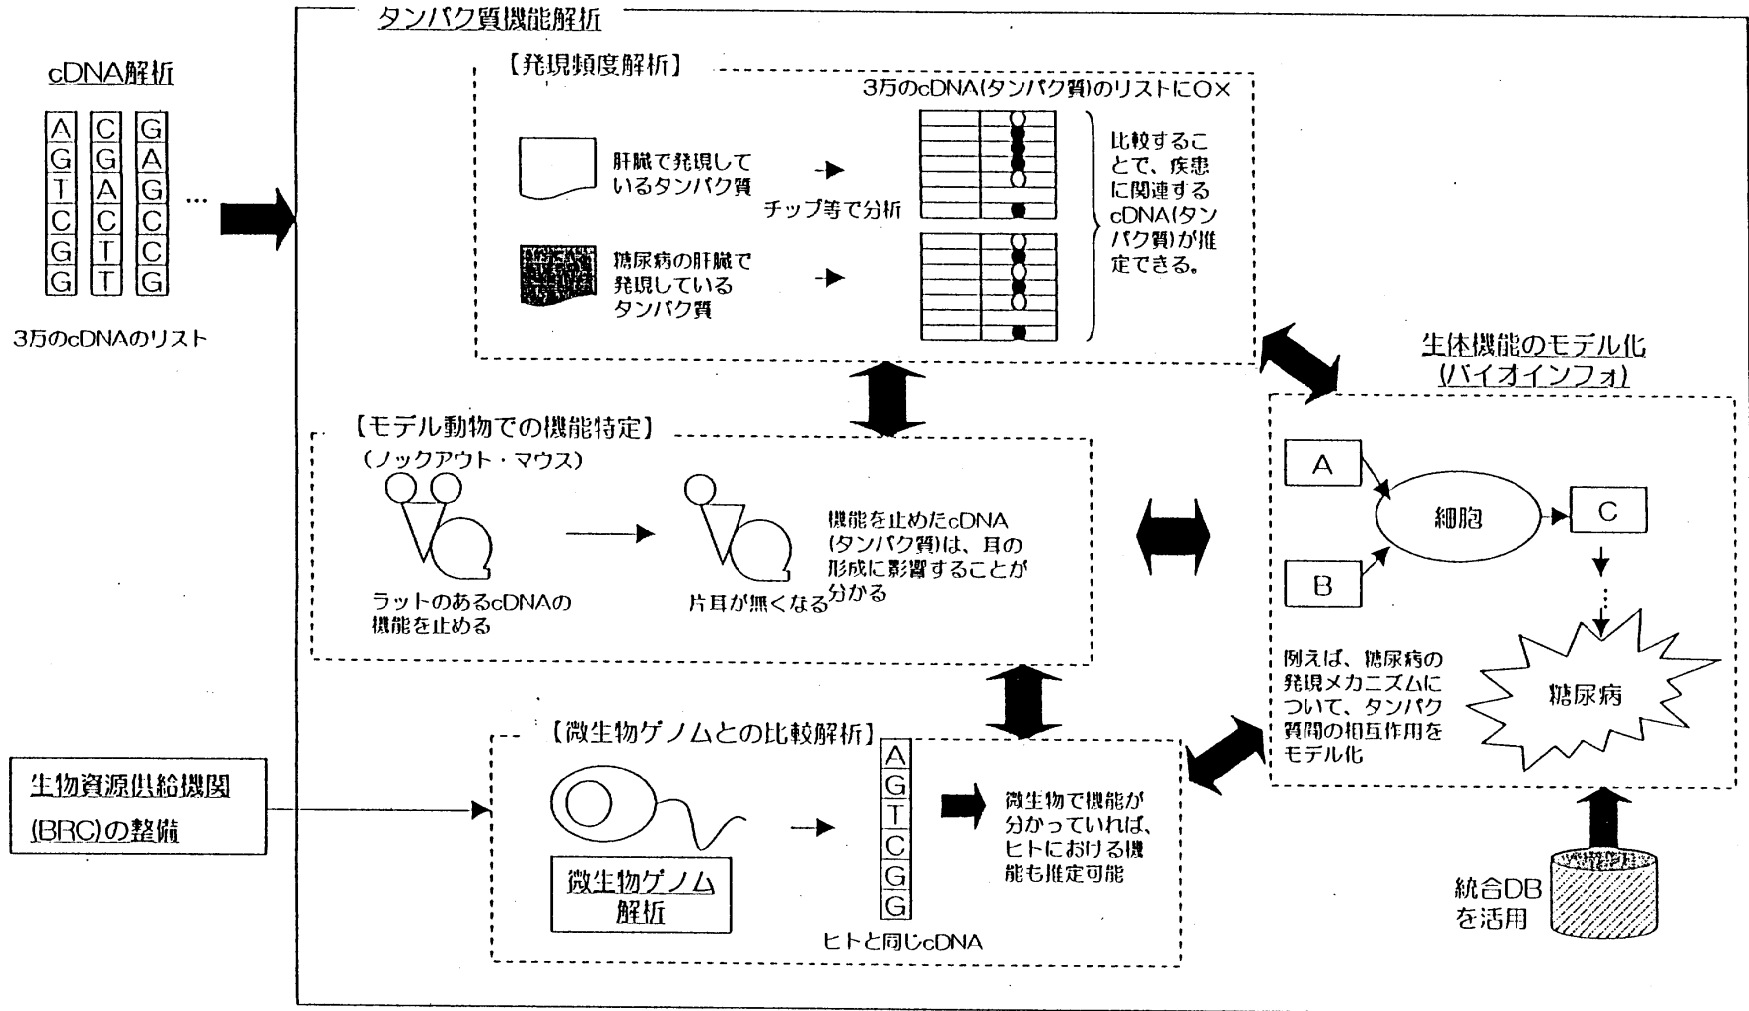 タンパク質機能解析
cDNA解析
A C G
G G A
T A G
C C C
G T C
G T G
…
3万のcDNAのリスト
【発現頻度解析】
3万のcDNA(タンパク質)のリストに○×
肝臓で発現して
いるタンパク質
チップ等で分析
糖尿病の肝臓で
発現している
タンパク質
比較するこ
とで、疾患
に関連する
cDNA(タン
パク質)が推
定できる。
【モデル動物での機能特定】
(ノックアウト・マウス)
ラットのあるcDNAの
機能を止める
片耳が無くなる
機能を止めたcDNA
(タンパク質)は、耳の
形成に影響することが
分かる
生体機能のモデル化
(バイオインフォ)
A
B
細胞
C
⋮
糖尿病
例えば、糖尿病の
発現メカニズムに
ついて、タンパク
質間の相互作用を
モデル化
統合DB
を活用
生物資源供給機関
(BRC)の整備
【微生物ゲノムとの比較解析】
微生物ゲノム
解析
A
G
T
C
G
G
ヒトと同じcDNA
微生物で機能が
分かっていれば、
ヒトにおける機
能も推定可能